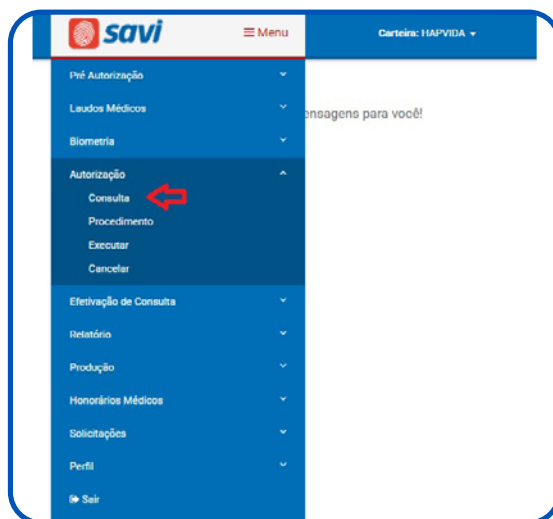 savi
Menu
Carteira: HAPVIDA
Pré Autorização
Laudos Médicos
ensagens para você!
Biometria
Autorização
Consulta
Procedimento
Executar
Cancelar
Efetivação de Consulta
Relatório
Produção
Honorários Médicos
Solicitações
Perfil
Sair